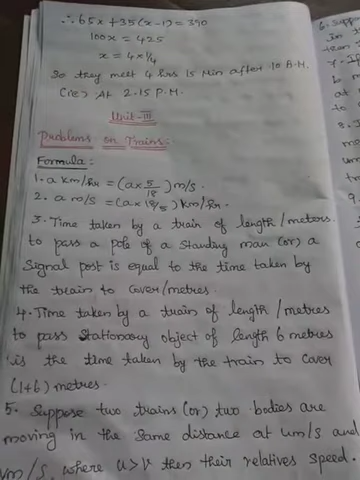 ∴ 65x + 35(x-1) = 390
100x = 425
x = 4 × 1/4
So they meet 4 hrs 15 Min after 10 A.M.
(ie) At 2.15 P.M.
Unit-III
Problems on Trains:
Formula:
1. a km/hr = (a × 5/18) m/s.
2. a m/s = (a × 18/5) km/hr.
3. Time taken by a train of length / meters.
to pass a pole of a standing man (or) a
Signal post is equal to the time taken by
the train to cover / metres.
4. Time taken by a train of length / metres
to pass stationary object of length 6 metres
is the time taken by the train to cover
(1+6) metres.
5. Suppose two trains (or) two bodies are
moving in the same distance at um/s and
vm/s, where u>v then their relatives speed.